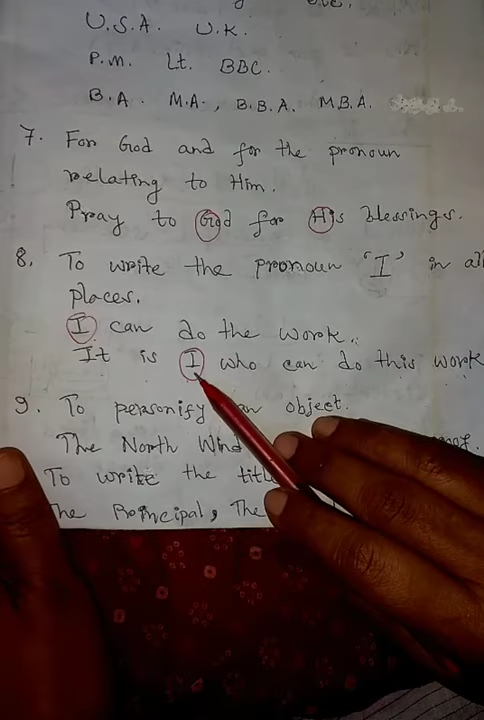 U.S.A. U.K.
P.M. Lt. BBC.
B.A. M.A., B.B.A. M.B.A.
7. For God and for the pronoun
relating to Him.
Pray to God for His blessings.
8. To write the pronoun 'I' in all
places.
I can do the work.
It is I who can do this work
9. To personify an object.
The North Wind
To write the title
The Principal, The